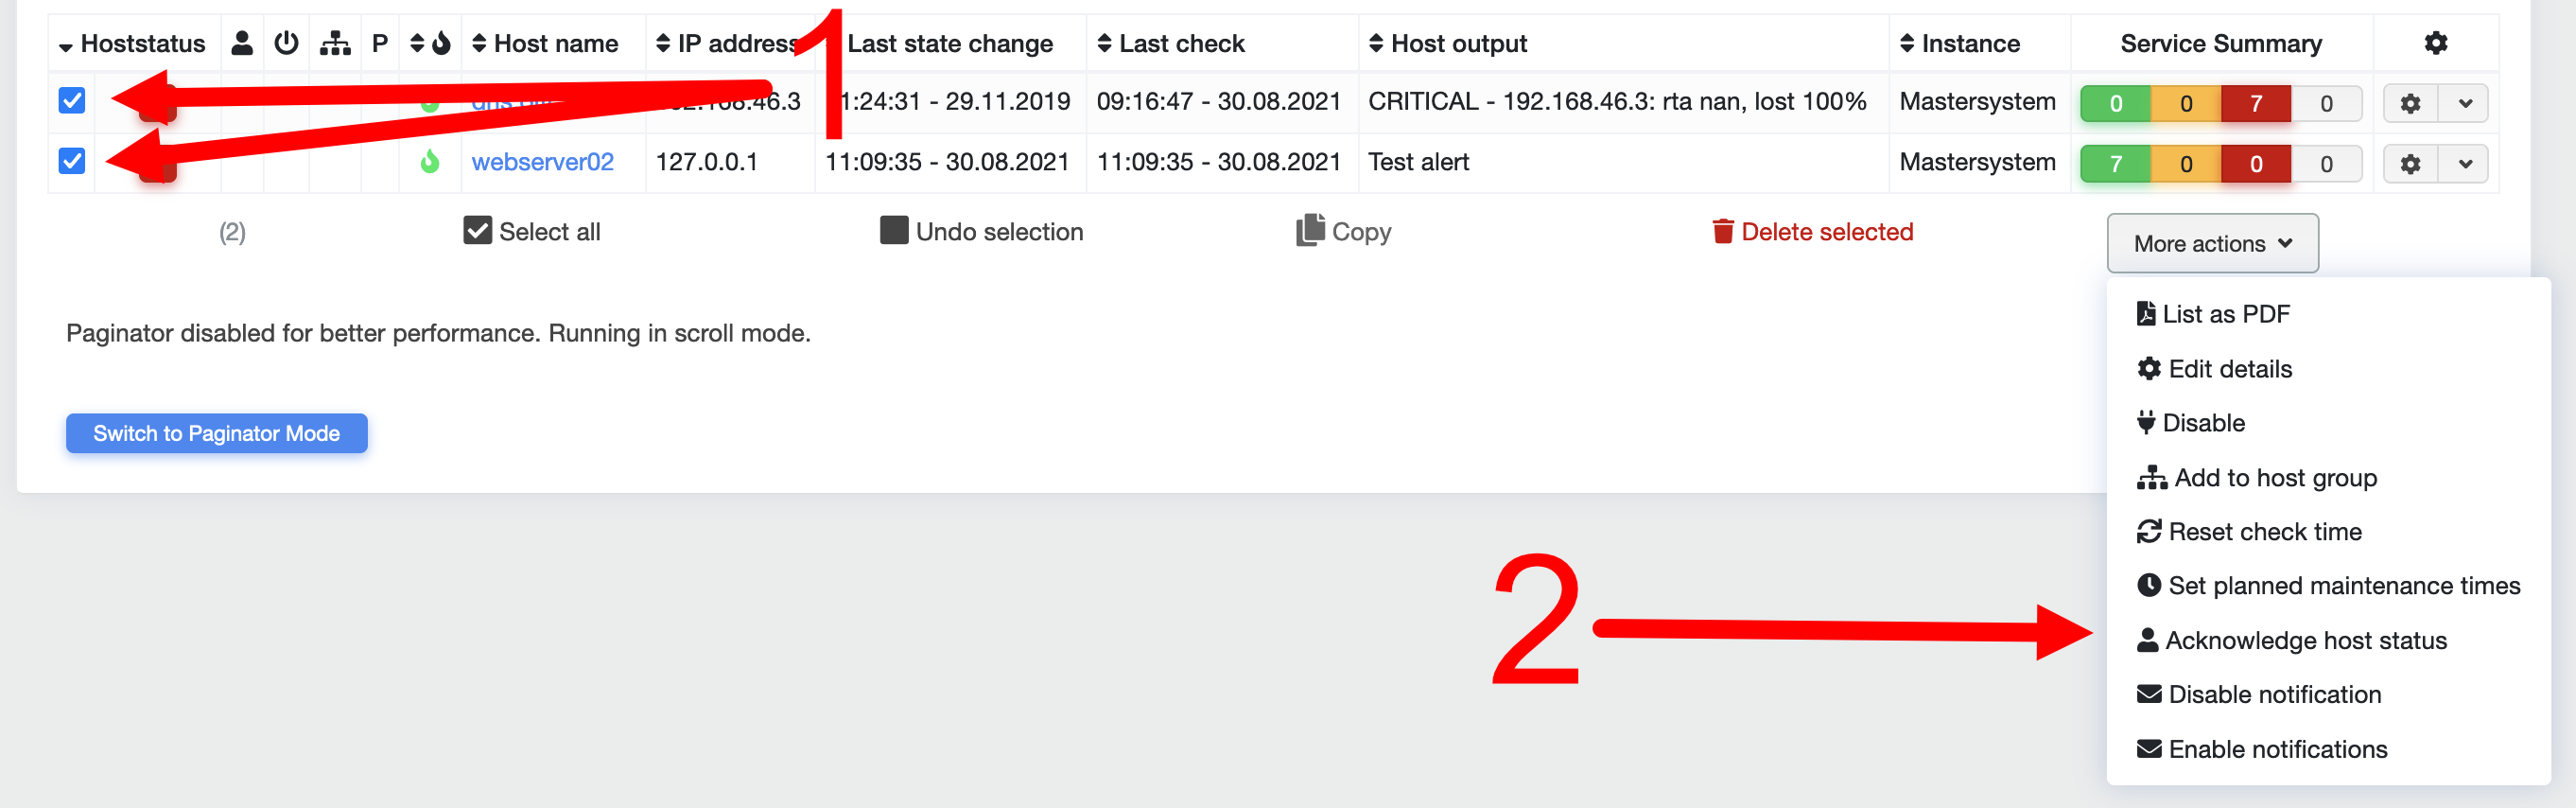 Hoststatus P Host name IP address Last state change Last check Host output Instance Service Summary
1
.46.3 1:24:31 - 29.11.2019 09:16:47 - 30.08.2021 CRITICAL - 192.168.46.3: rta nan, lost 100% Mastersystem 0 0 7 0
webserver02 127.0.0.1 11:09:35 - 30.08.2021 11:09:35 - 30.08.2021 Test alert Mastersystem 7 0 0 0
(2) Select all Undo selection Copy Delete selected More actions
List as PDF
Paginator disabled for better performance. Running in scroll mode.
Edit details
Disable
Switch to Paginator Mode
Add to host group
Reset check time
Set planned maintenance times
2
Acknowledge host status
Disable notification
Enable notifications